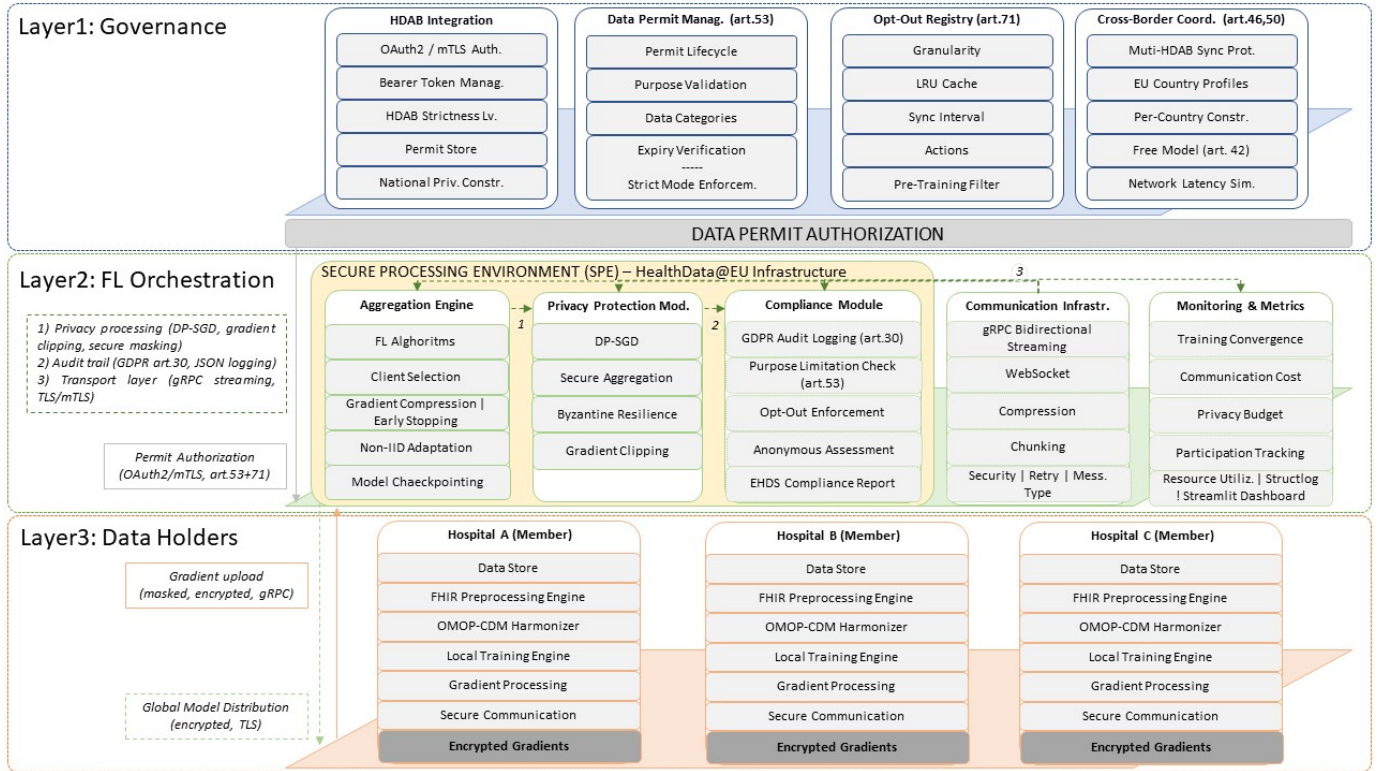 Layer1: Governance
HDAB Integration
OAuth2 / mTLS Auth.
Bearer Token Manag.
HDAB Strictness Lv.
Permit Store
National Priv. Constr.
Data Permit Manag. (art.53)
Permit Lifecycle
Purpose Validation
Data Categories
Expiry Verification
-----
Strict Mode Enforcem.
Opt-Out Registry (art.71)
Granularity
LRU Cache
Sync Interval
Actions
Pre-Training Filter
Cross-Border Coord. (art.46,50)
Muti-HDAB Sync Prot.
EU Country Profiles
Per-Country Constr.
Free Model (art. 42)
Network Latency Sim.
DATA PERMIT AUTHORIZATION
Layer2: FL Orchestration
1) Privacy processing (DP-SGD, gradient
clipping, secure masking)
2) Audit trail (GDPR art.30, JSON logging)
3) Transport layer (gRPC streaming,
TLS/mTLS)
Permit Authorization
(OAuth2/mTLS, art.53+71)
SECURE PROCESSING ENVIRONMENT (SPE) – HealthData@EU Infrastructure
Aggregation Engine
FL Alghoritms
Client Selection
Gradient Compression |
Early Stopping
Non-IID Adaptation
Model Chaeckpointing
1
Privacy Protection Mod.
DP-SGD
Secure Aggregation
Byzantine Resilience
Gradient Clipping
2
Compliance Module
GDPR Audit Logging (art.30)
Purpose Limitation Check
(art.53)
Opt-Out Enforcement
Anonymous Assessment
EHDS Compliance Report
3
Communication Infrastr.
gRPC Bidirectional
Streaming
WebSocket
Compression
Chunking
Security | Retry | Mess.
Type
Monitoring & Metrics
Training Convergence
Communication Cost
Privacy Budget
Participation Tracking
Resource Utiliz. | Structlog
! Streamlit Dashboard
Layer3: Data Holders
Gradient upload
(masked, encrypted, gRPC)
Global Model Distribution
(encrypted, TLS)
Hospital A (Member)
Data Store
FHIR Preprocessing Engine
OMOP-CDM Harmonizer
Local Training Engine
Gradient Processing
Secure Communication
Encrypted Gradients
Hospital B (Member)
Data Store
FHIR Preprocessing Engine
OMOP-CDM Harmonizer
Local Training Engine
Gradient Processing
Secure Communication
Encrypted Gradients
Hospital C (Member)
Data Store
FHIR Preprocessing Engine
OMOP-CDM Harmonizer
Local Training Engine
Gradient Processing
Secure Communication
Encrypted Gradients